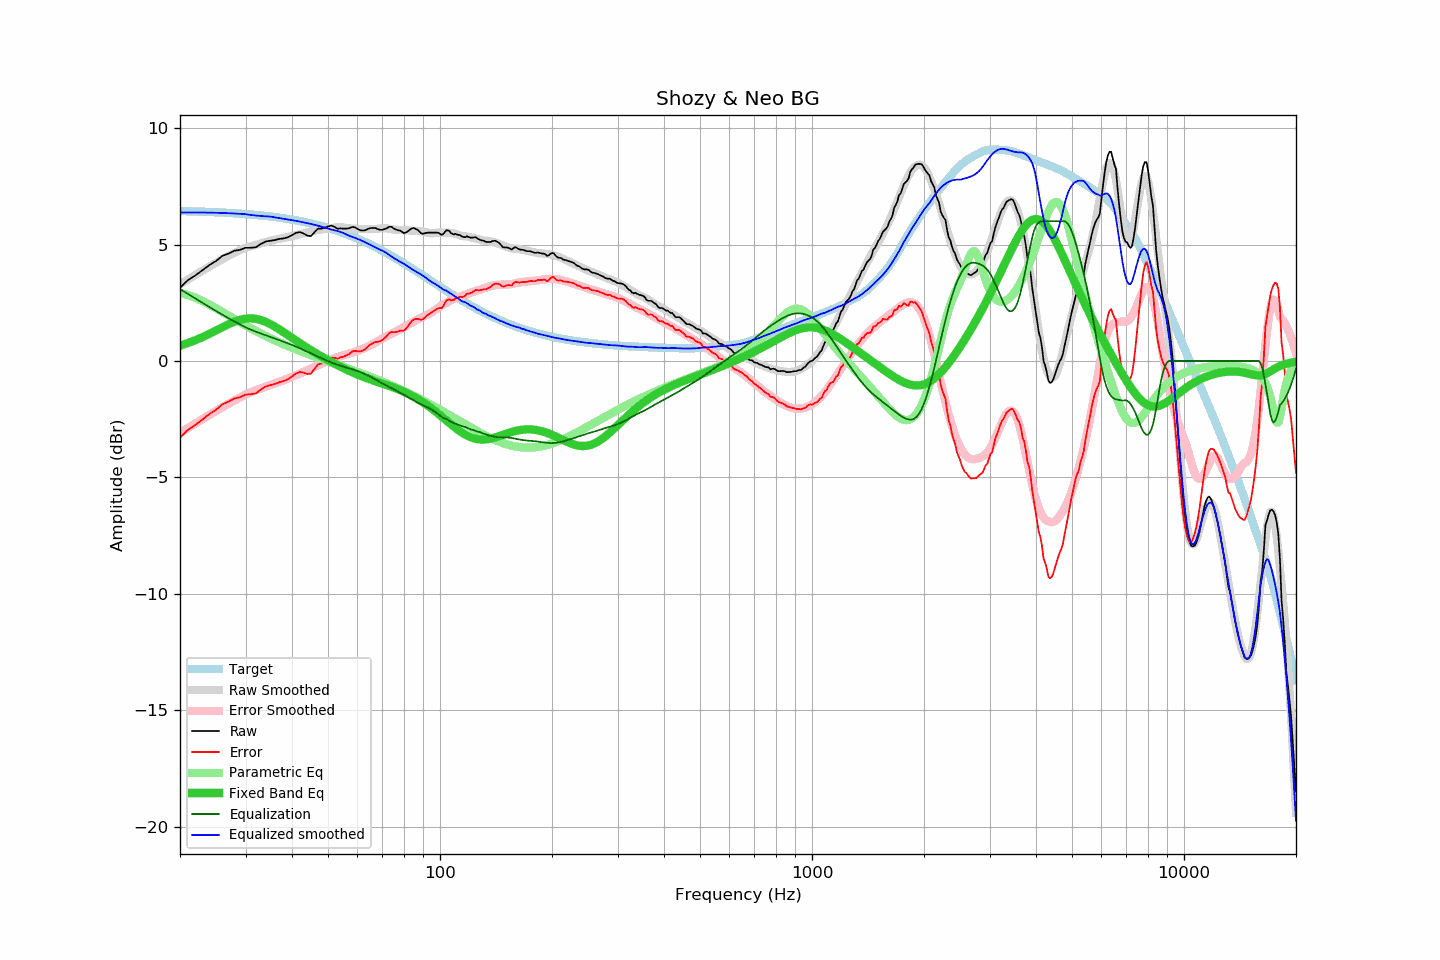 Shozy & Neo BG
10
5
0
−5
−10
−15
−20
Amplitude (dBr)
Target
Raw Smoothed
Error Smoothed
Raw
Error
Parametric Eq
Fixed Band Eq
Equalization
Equalized smoothed
100 1000 10000
Frequency (Hz)